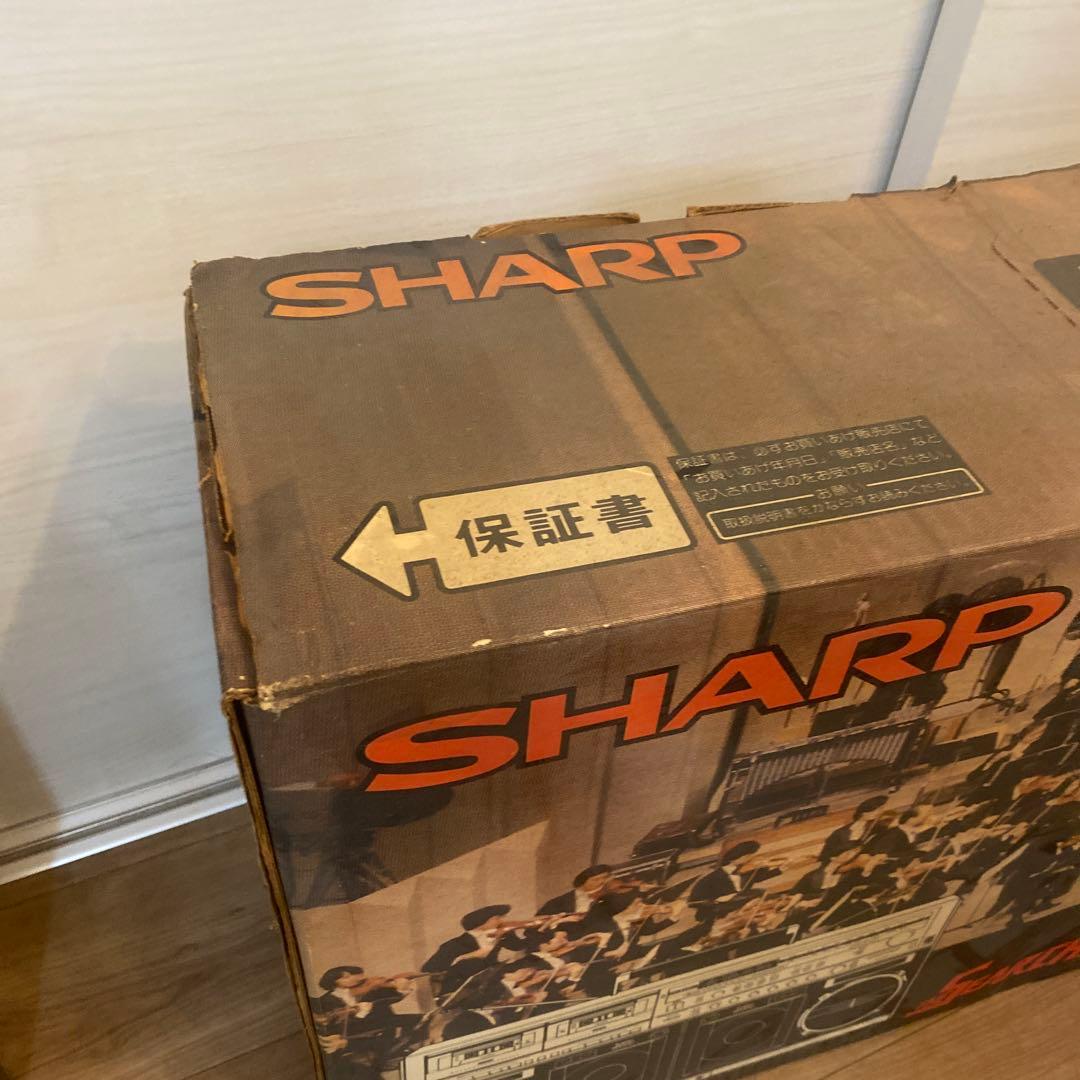 SHARP
保証書は、必ずお買いあげ販売店にて
「お買いあげ年月日」「販売店名」など
記入されたものをお受け取りください。
お願い
取扱説明書をかならずお読みください。
保証書
SHARP